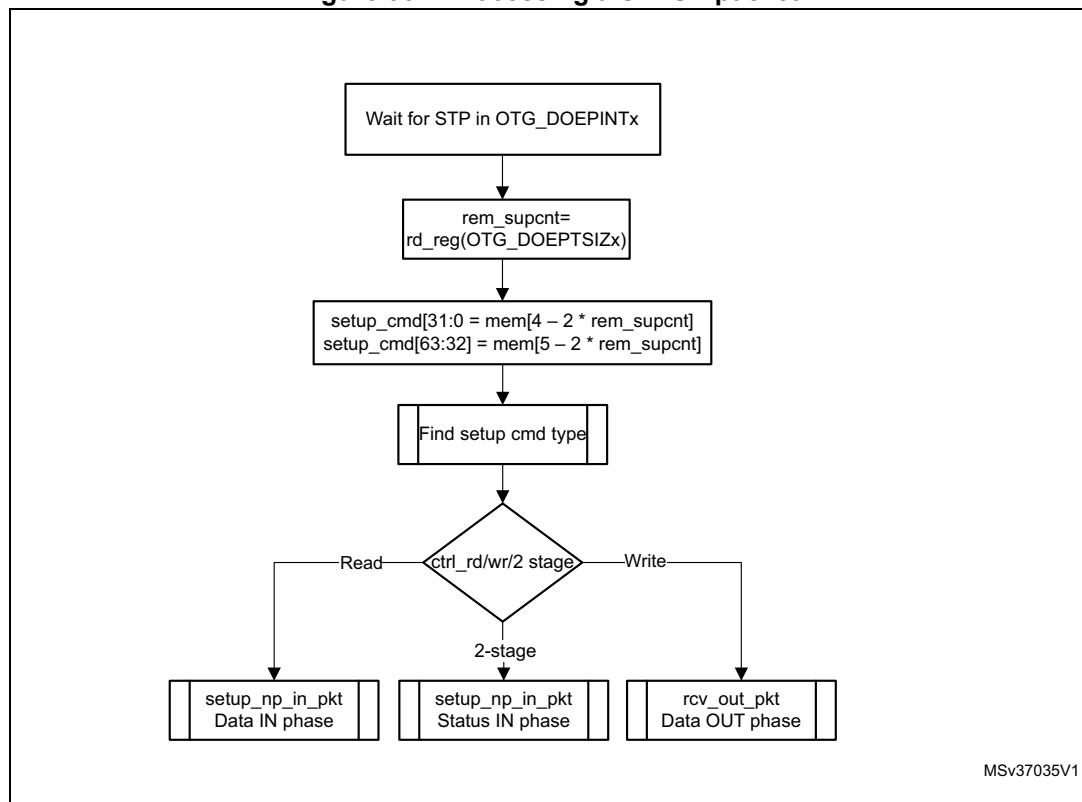 Wait for STP in OTG_DOEPINTx
rem_supcnt=
rd_reg(OTG_DOEPTSIZx)
setup_cmd[31:0 = mem[4 – 2 * rem_supcnt]
setup_cmd[63:32] = mem[5 – 2 * rem_supcnt]
Find setup cmd type
Read
ctrl_rd/wr/2 stage
Write
2-stage
setup_np_in_pkt
Data IN phase
setup_np_in_pkt
Status IN phase
rcv_out_pkt
Data OUT phase
MSv37035V1